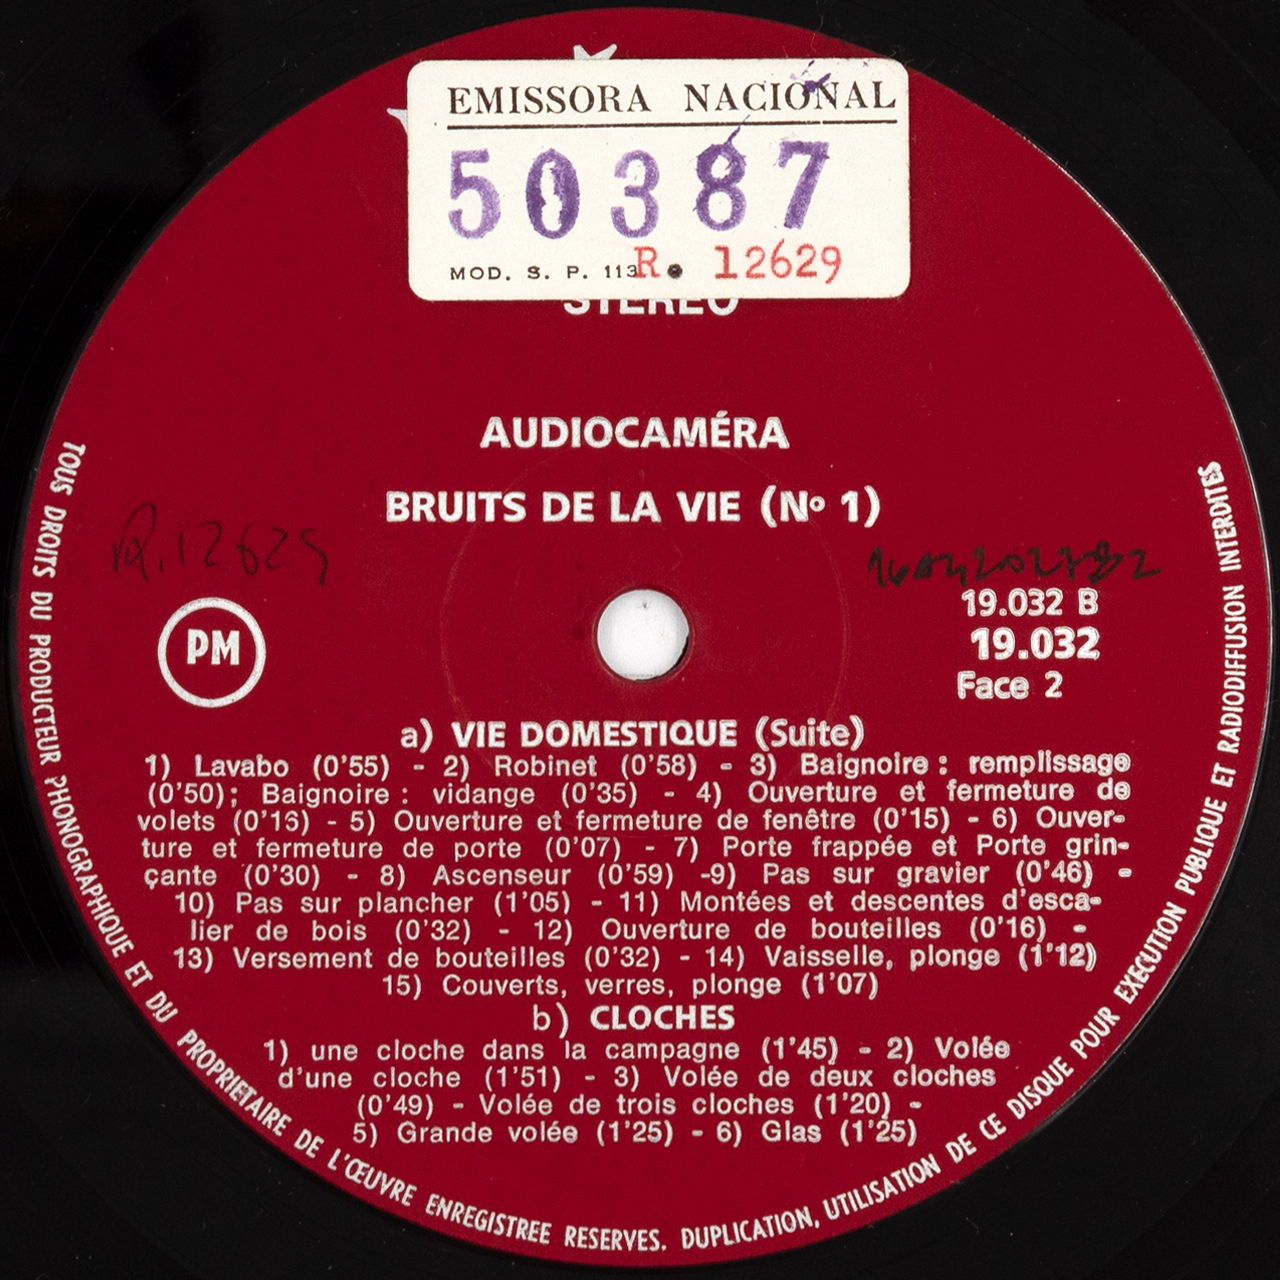 EMISSORA NACIONAL
50387
MOD. S. P. 113 R. 12629
STEREO
AUDIOCAMÉRA
BRUITS DE LA VIE (No 1)
R.12629
19.032 B
19.032
PM
Face 2
a) VIE DOMESTIQUE (Suite)
1) Lavabo (0'55) - 2) Robinet (0'58) - 3) Baignoire : remplissage
(0'50); Baignoire : vidange (0'35) - 4) Ouverture et fermeture de
volets (0'16) - 5) Ouverture et fermeture de fenêtre (0'15) - 6) Ouver-
ture et fermeture de porte (0'07) - 7) Porte frappée et Porte grin-
çante (0'30) - 8) Ascenseur (0'59) -9) Pas sur gravier (0'46) -
10) Pas sur plancher (1'05) - 11) Montées et descentes d'esca-
lier de bois (0'32) - 12) Ouverture de bouteilles (0'16) -
13) Versement de bouteilles (0'32) - 14) Vaisselle, plonge (1'12)
15) Couverts, verres, plonge (1'07)
b) CLOCHES
1) une cloche dans la campagne (1'45) - 2) Volée
d'une cloche (1'51) - 3) Volée de deux cloches
(0'49) - Volée de trois cloches (1'20) -
5) Grande volée (1'25) - 6) Glas (1'25)
TOUS DROITS DU PRODUCTEUR PHONOGRAPHIQUE ET DU PROPRIETAIRE DE L'ŒUVRE ENREGISTREE RESERVES. DUPLICATION, UTILISATION DE CE DISQUE POUR EXECUTION PUBLIQUE ET RADIODIFFUSION INTERDITES